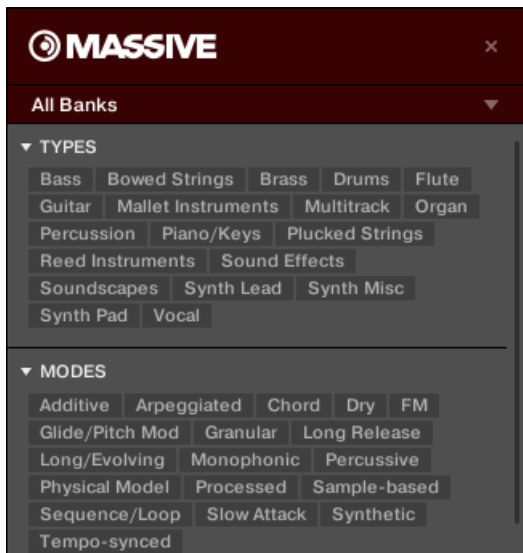 MASSIVE
All Banks
TYPES
Bass Bowed Strings Brass Drums Flute
Guitar Mallet Instruments Multitrack Organ
Percussion Piano/Keys Plucked Strings
Reed Instruments Sound Effects
Soundscapes Synth Lead Synth Misc
Synth Pad Vocal
MODES
Additive Arpeggiated Chord Dry FM
Glide/Pitch Mod Granular Long Release
Long/Evolving Monophonic Percussive
Physical Model Processed Sample-based
Sequence/Loop Slow Attack Synthetic
Tempo-synced